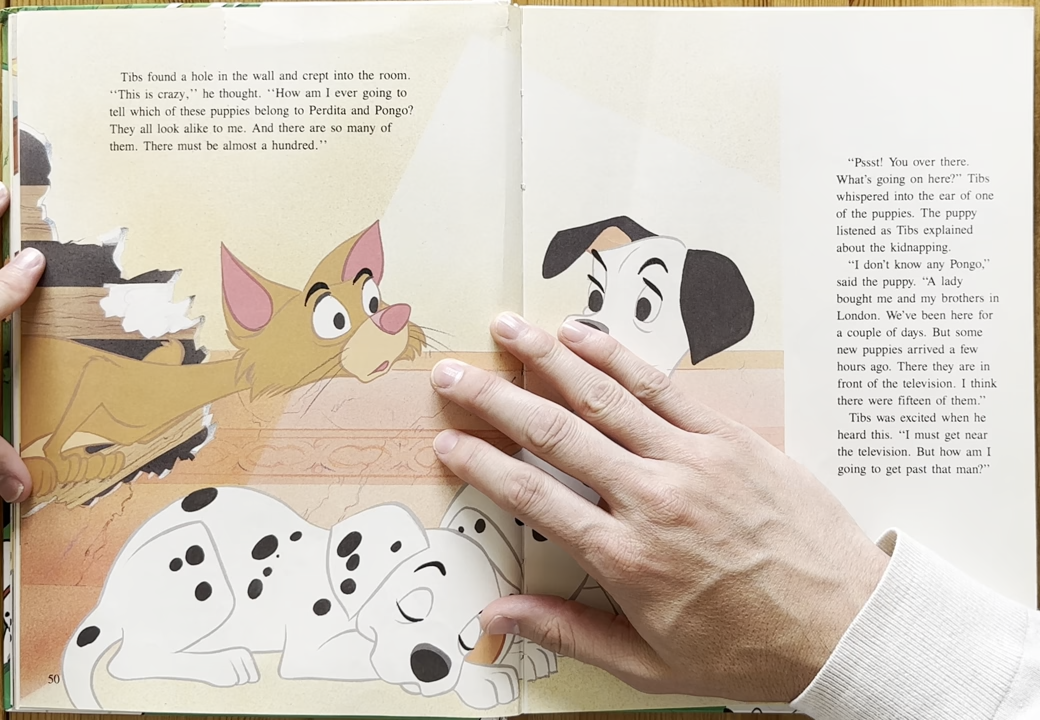 Tibs found a hole in the wall and crept into the room.
“This is crazy,” he thought. “How am I ever going to
tell which of these puppies belong to Perdita and Pongo?
They all look alike to me. And there are so many of
them. There must be almost a hundred.”
50
“Pssst! You over there.
What’s going on here?” Tibs
whispered into the ear of one
of the puppies. The puppy
listened as Tibs explained
about the kidnapping.
“I don’t know any Pongo,”
said the puppy. “A lady
bought me and my brothers in
London. We’ve been here for
a couple of days. But some
new puppies arrived a few
hours ago. There they are in
front of the television. I think
there were fifteen of them.”
Tibs was excited when he
heard this. “I must get near
the television. But how am I
going to get past that man?”